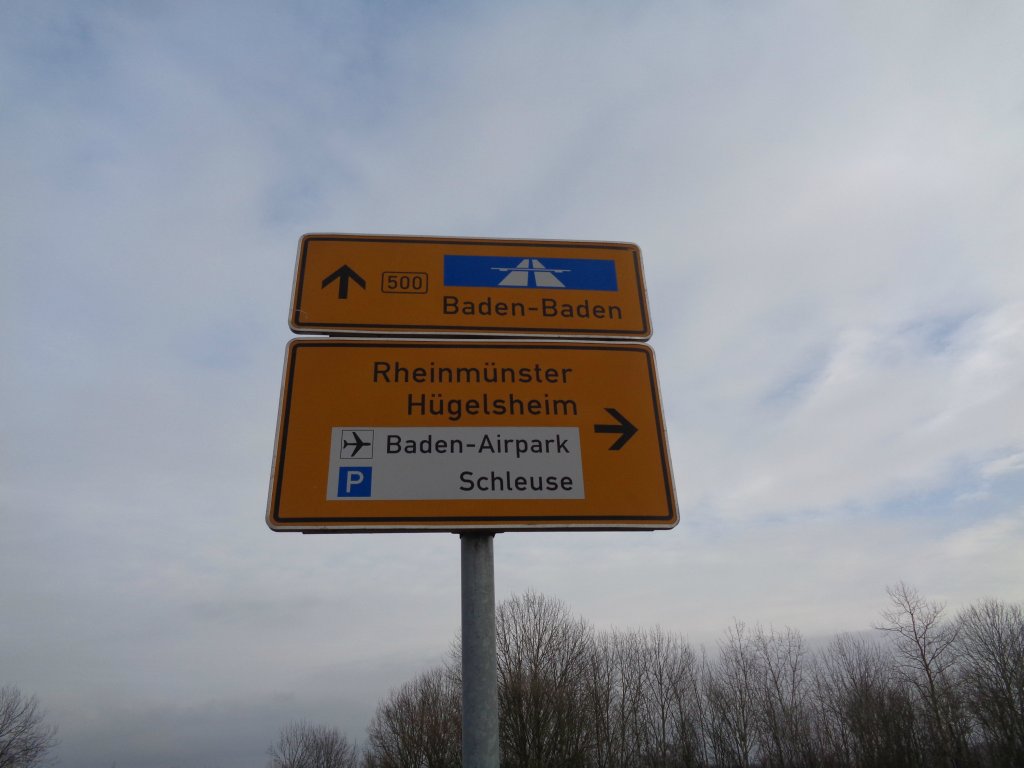 500
Baden-Baden
Rheinmünster
Hügelsheim
Baden-Airpark
P Schleuse